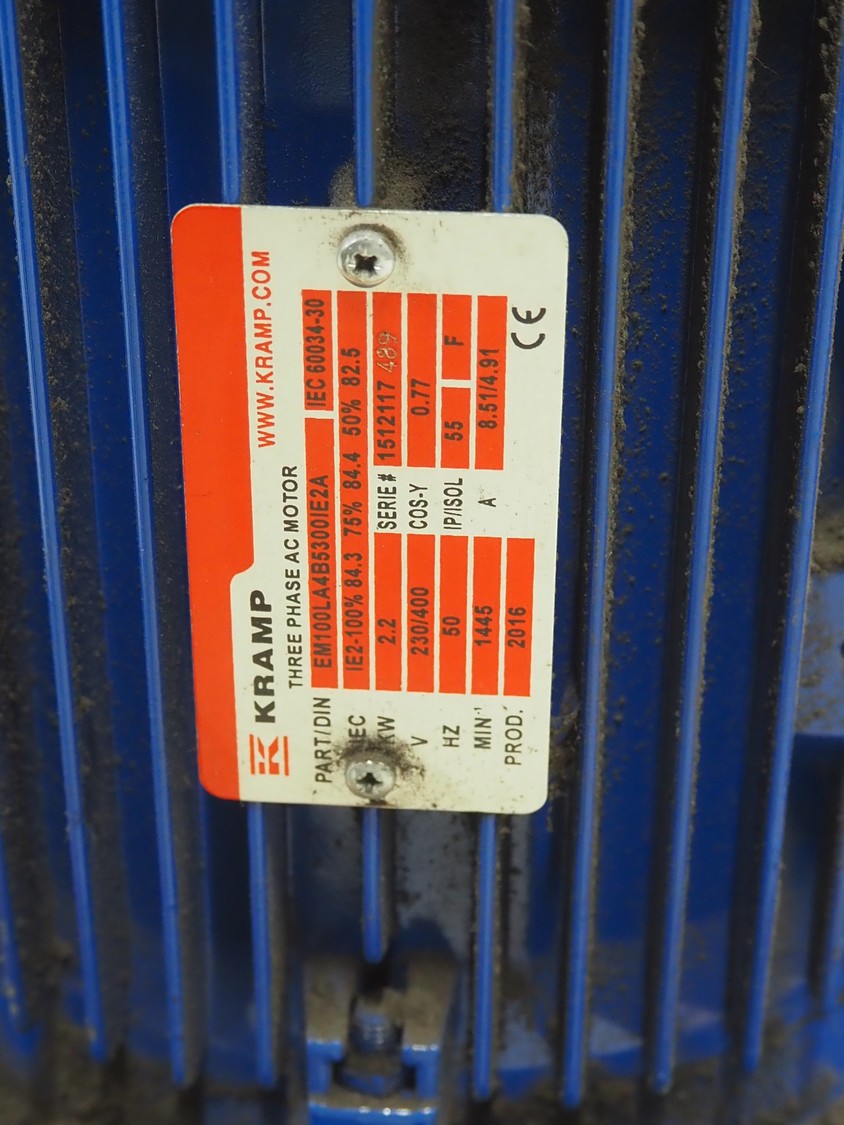 WWW.KRAMP.COM
KRAMP
THREE PHASE AC MOTOR
PART/DIN EM100LA4B5300IE2A IEC 60034-30
IEC IE2-100% 84.3 75% 84.4 50% 82.5
KW 2.2 SERIE# 1512117 489
V 230/400 COS-Y 0.77
HZ 50 IP/ISOL 55 F
MIN⁻¹ 1445 A 8.51/4.91
PROD. 2016
CE